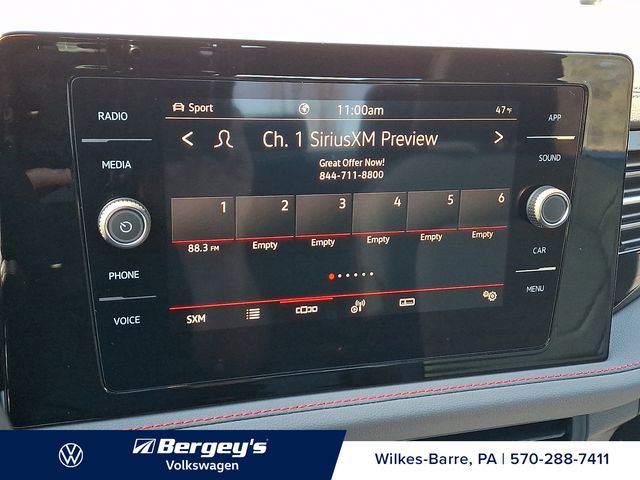 RADIO
MEDIA
PHONE
VOICE
Sport 11:00am 47°F
< Ch. 1 SiriusXM Preview >
Great Offer Now!
844-711-8800
1 2 3 4 5 6
88.3 FM Empty Empty Empty Empty Empty
SXM
APP
SOUND
CAR
MENU
Bergey's
Volkswagen
Wilkes-Barre, PA | 570-288-7411